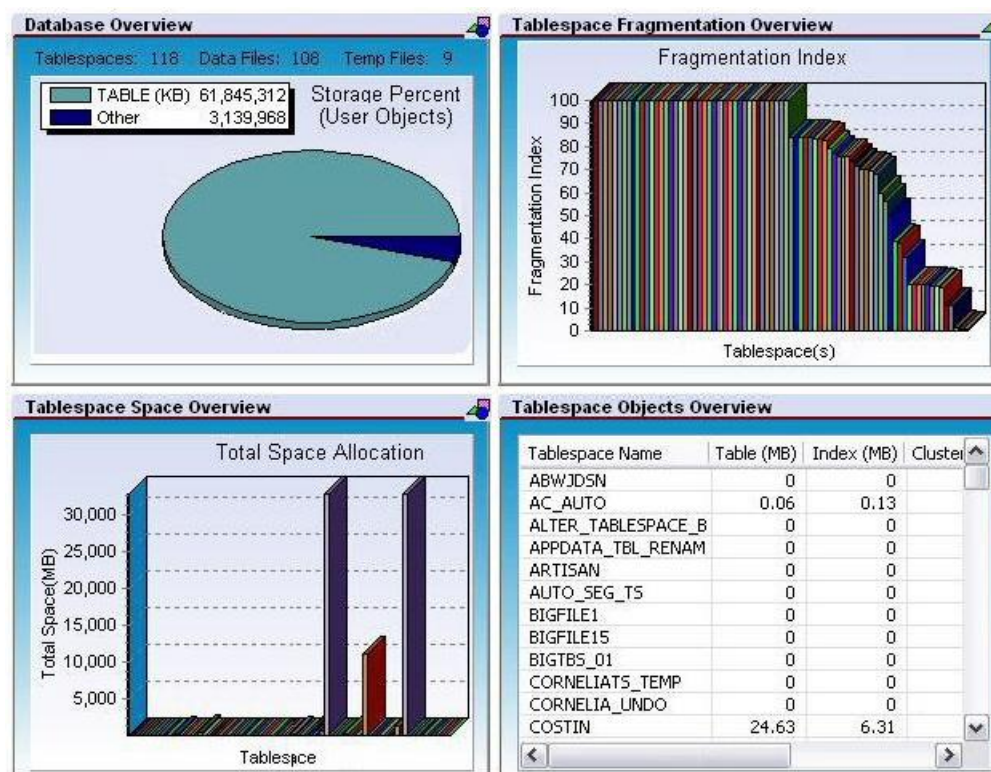 Database Overview
Tablespaces: 118 Data Files: 108 Temp Files: 9
TABLE (KB) 61,845,312
Other 3,139,968
Storage Percent
(User Objects)
Tablespace Fragmentation Overview
Fragmentation Index
Fragmentation Index
100
90
80
70
60
50
40
30
20
10
0
Tablespace(s)
Tablespace Space Overview
Total Space Allocation
Total Space(MB)
30,000
25,000
20,000
15,000
10,000
5,000
Tablespce
Tablespace Objects Overview
Tablespace Name Table (MB) Index (MB) Cluster
ABWJDSN 0 0
AC_AUTO 0.06 0.13
ALTER_TABLESPACE_B 0 0
APPDATA_TBL_RENAM 0 0
ARTISAN 0 0
AUTO_SEG_TS 0 0
BIGFILE1 0 0
BIGFILE15 0 0
BIGTBS_01 0 0
CORNELIATS_TEMP 0 0
CORNELIA_UNDO 0 0
COSTIN 24.63 6.31